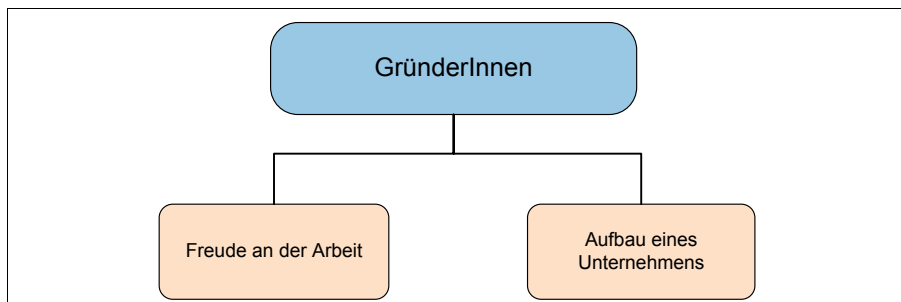 GründerInnen
Freude an der Arbeit
Aufbau eines
Unternehmens